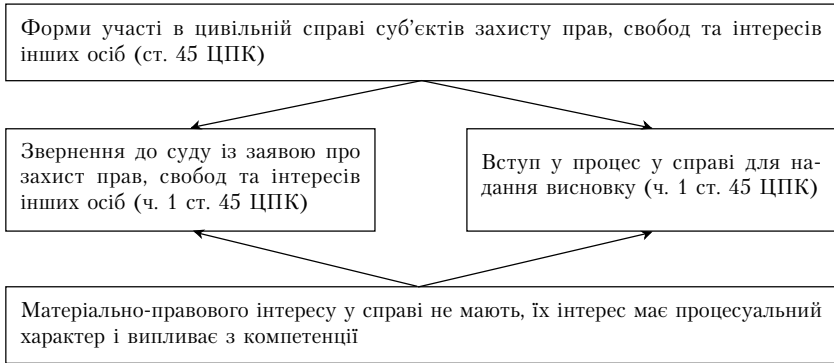 Форми участі в цивільній справі суб’єктів захисту прав, свобод та інтересів
інших осіб (ст. 45 ЦПК)
Звернення до суду із заявою про
захист прав, свобод та інтересів
інших осіб (ч. 1 ст. 45 ЦПК)
Вступ у процес у справі для на-
дання висновку (ч. 1 ст. 45 ЦПК)
Матеріально-правового інтересу у справі не мають, їх інтерес має процесуальний
характер і випливає з компетенції